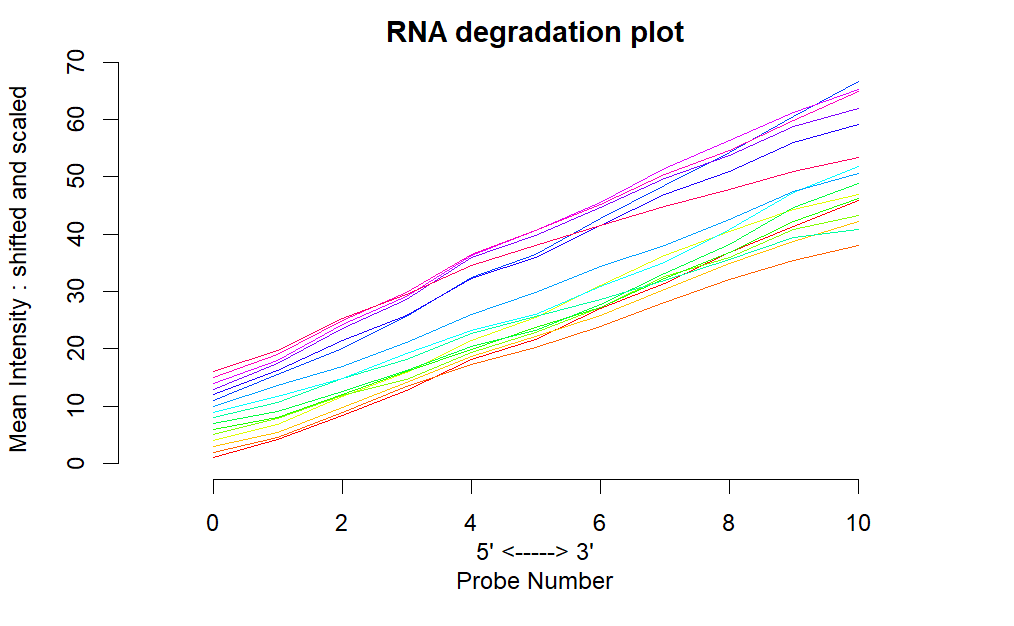 RNA degradation plot
Mean Intensity : shifted and scaled
70
60
50
40
30
20
10
0
0 2 4 6 8 10
5' <-----> 3'
Probe Number